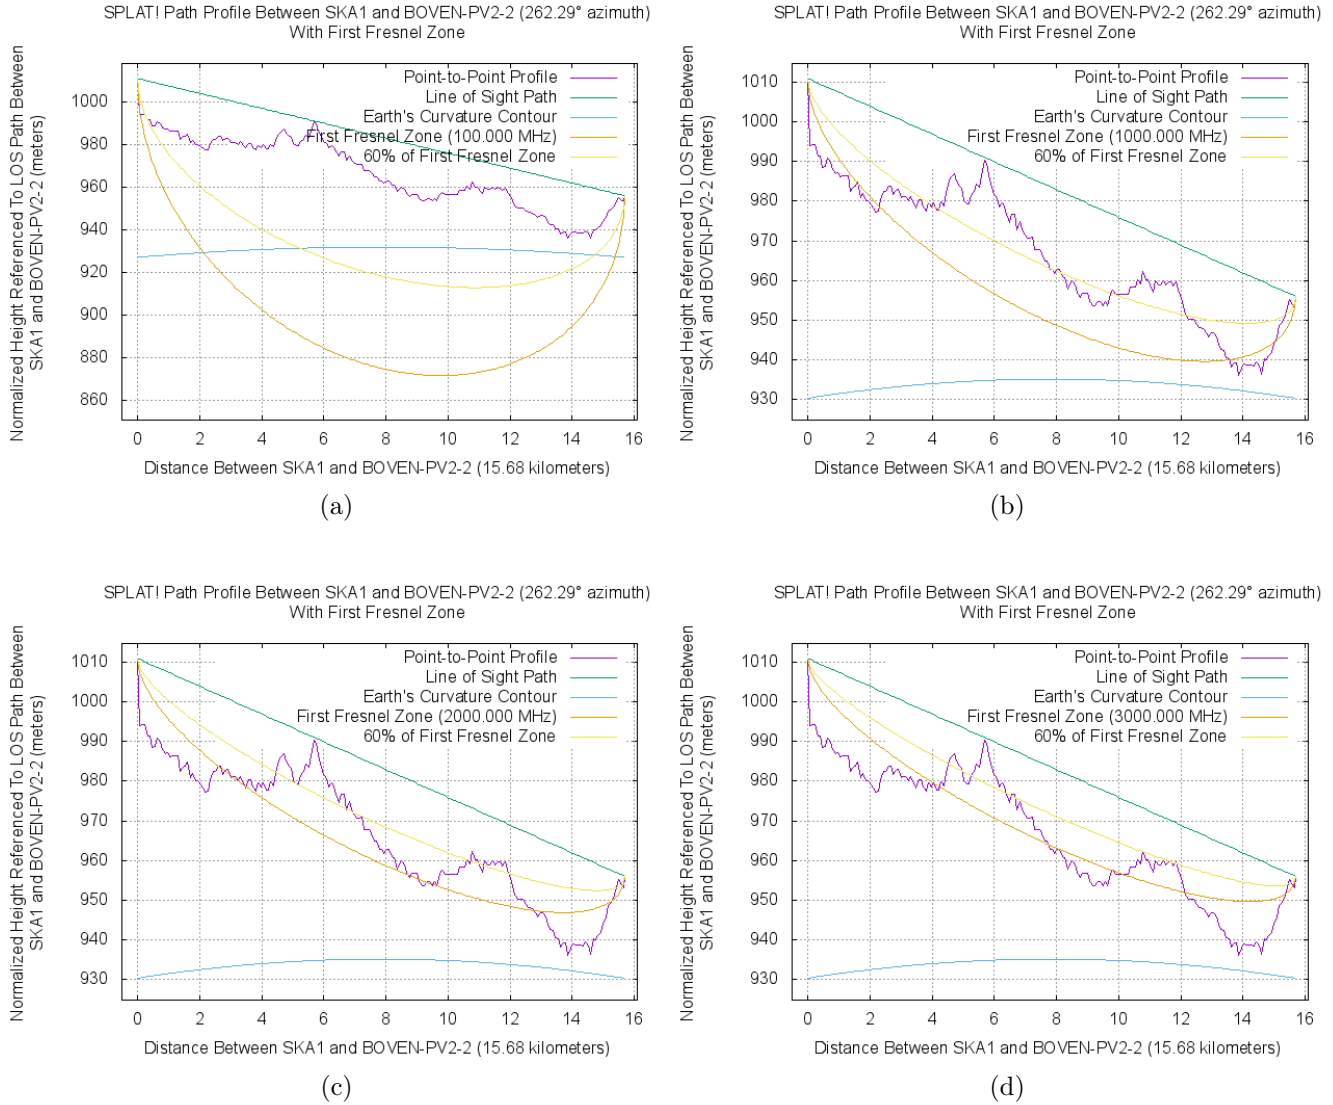 SPLAT! Path Profile Between SKA1 and BOVEN-PV2-2 (262.29° azimuth)
With First Fresnel Zone
Normalized Height Referenced To LOS Path Between
SKA1 and BOVEN-PV2-2 (meters)
Point-to-Point Profile
Line of Sight Path
Earth's Curvature Contour
First Fresnel Zone (100.000 MHz)
60% of First Fresnel Zone
1000
980
960
940
920
900
880
860
0 2 4 6 8 10 12 14 16
Distance Between SKA1 and BOVEN-PV2-2 (15.68 kilometers)
(a)
SPLAT! Path Profile Between SKA1 and BOVEN-PV2-2 (262.29° azimuth)
With First Fresnel Zone
Normalized Height Referenced To LOS Path Between
SKA1 and BOVEN-PV2-2 (meters)
Point-to-Point Profile
Line of Sight Path
Earth's Curvature Contour
First Fresnel Zone (1000.000 MHz)
60% of First Fresnel Zone
1010
1000
990
980
970
960
950
940
930
0 2 4 6 8 10 12 14 16
Distance Between SKA1 and BOVEN-PV2-2 (15.68 kilometers)
(b)
SPLAT! Path Profile Between SKA1 and BOVEN-PV2-2 (262.29° azimuth)
With First Fresnel Zone
Normalized Height Referenced To LOS Path Between
SKA1 and BOVEN-PV2-2 (meters)
Point-to-Point Profile
Line of Sight Path
Earth's Curvature Contour
First Fresnel Zone (2000.000 MHz)
60% of First Fresnel Zone
1010
1000
990
980
970
960
950
940
930
0 2 4 6 8 10 12 14 16
Distance Between SKA1 and BOVEN-PV2-2 (15.68 kilometers)
(c)
SPLAT! Path Profile Between SKA1 and BOVEN-PV2-2 (262.29° azimuth)
With First Fresnel Zone
Normalized Height Referenced To LOS Path Between
SKA1 and BOVEN-PV2-2 (meters)
Point-to-Point Profile
Line of Sight Path
Earth's Curvature Contour
First Fresnel Zone (3000.000 MHz)
60% of First Fresnel Zone
1010
1000
990
980
970
960
950
940
930
0 2 4 6 8 10 12 14 16
Distance Between SKA1 and BOVEN-PV2-2 (15.68 kilometers)
(d)